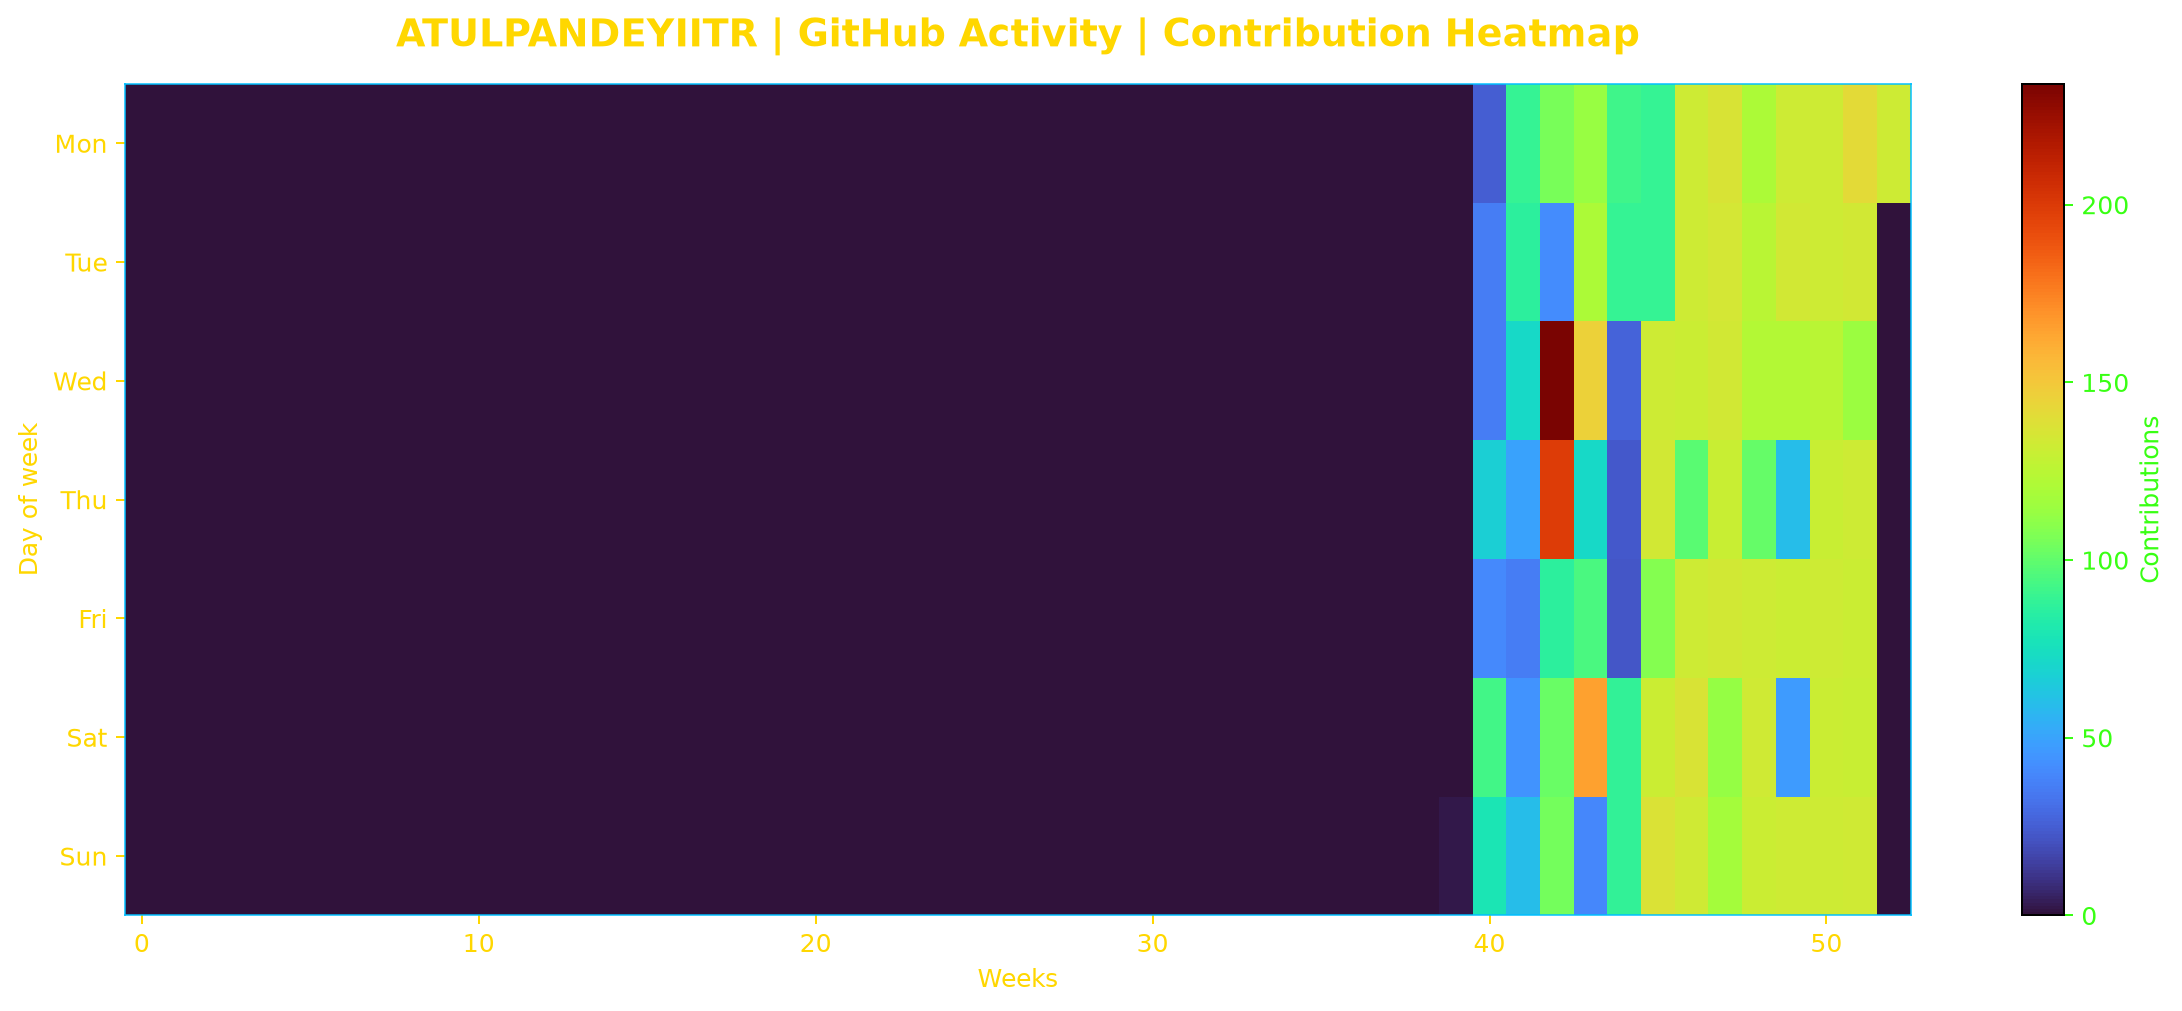 ATULPANDEYIITR | GitHub Activity | Contribution Heatmap
Mon
Tue
Wed
Thu
Fri
Sat
Sun
Day of week
0 10 20 30 40 50
Weeks
200
150
100
50
0
Contributions